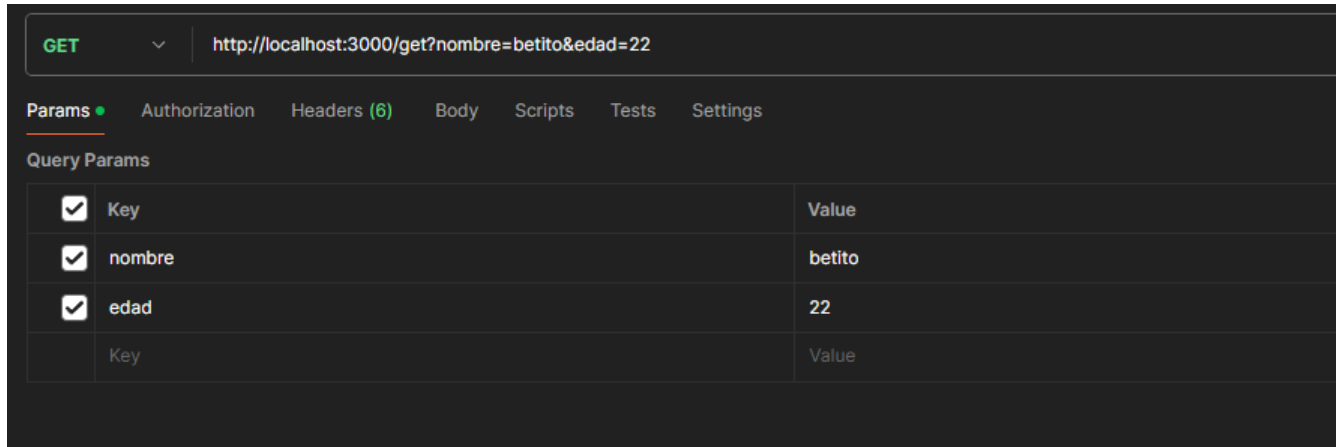 GET http://localhost:3000/get?nombre=betito&edad=22
Params Authorization Headers (6) Body Scripts Tests Settings
Query Params
Key Value
nombre betito
edad 22
Key Value